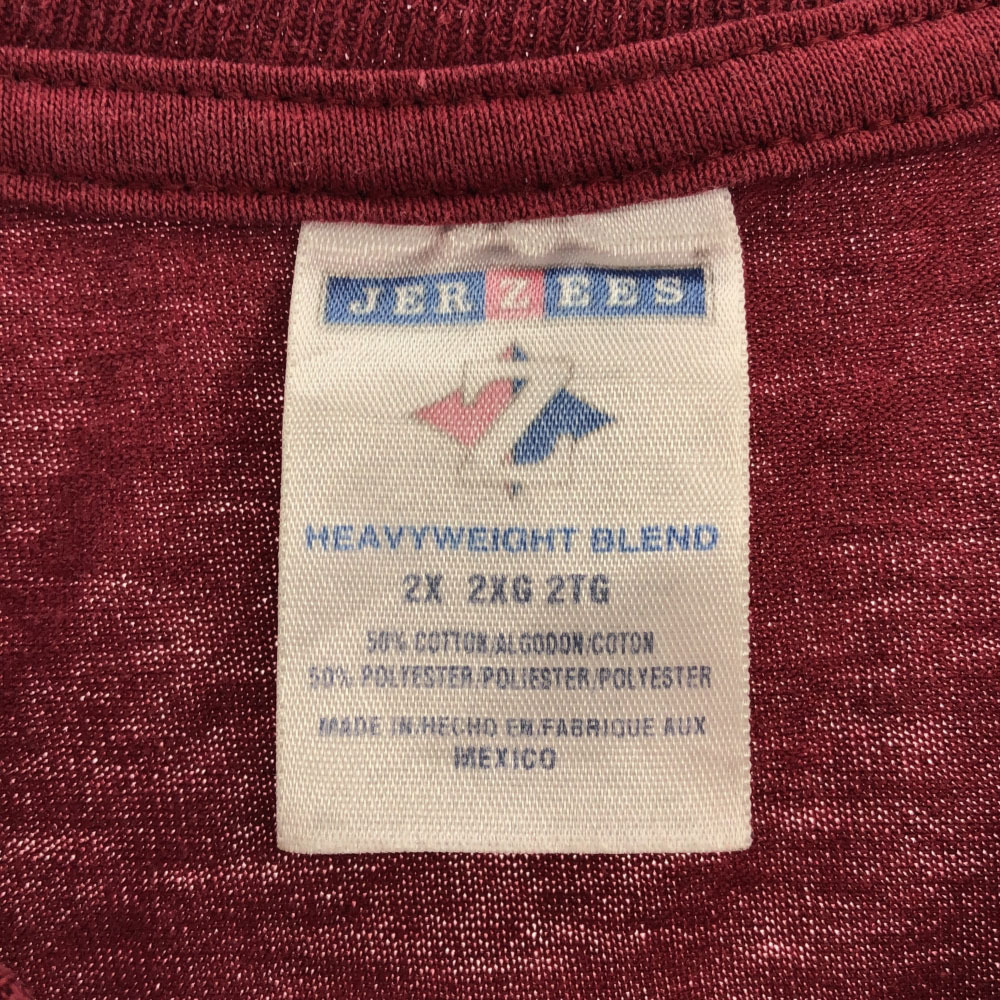 JERZEES
Z
HEAVYWEIGHT BLEND
2X 2XG 2TG
50% COTTON/ALGODON/COTON
50% POLYESTER/POLIESTER/POLYESTER
MADE IN/HECHO EN/FABRIQUE AUX
MEXICO